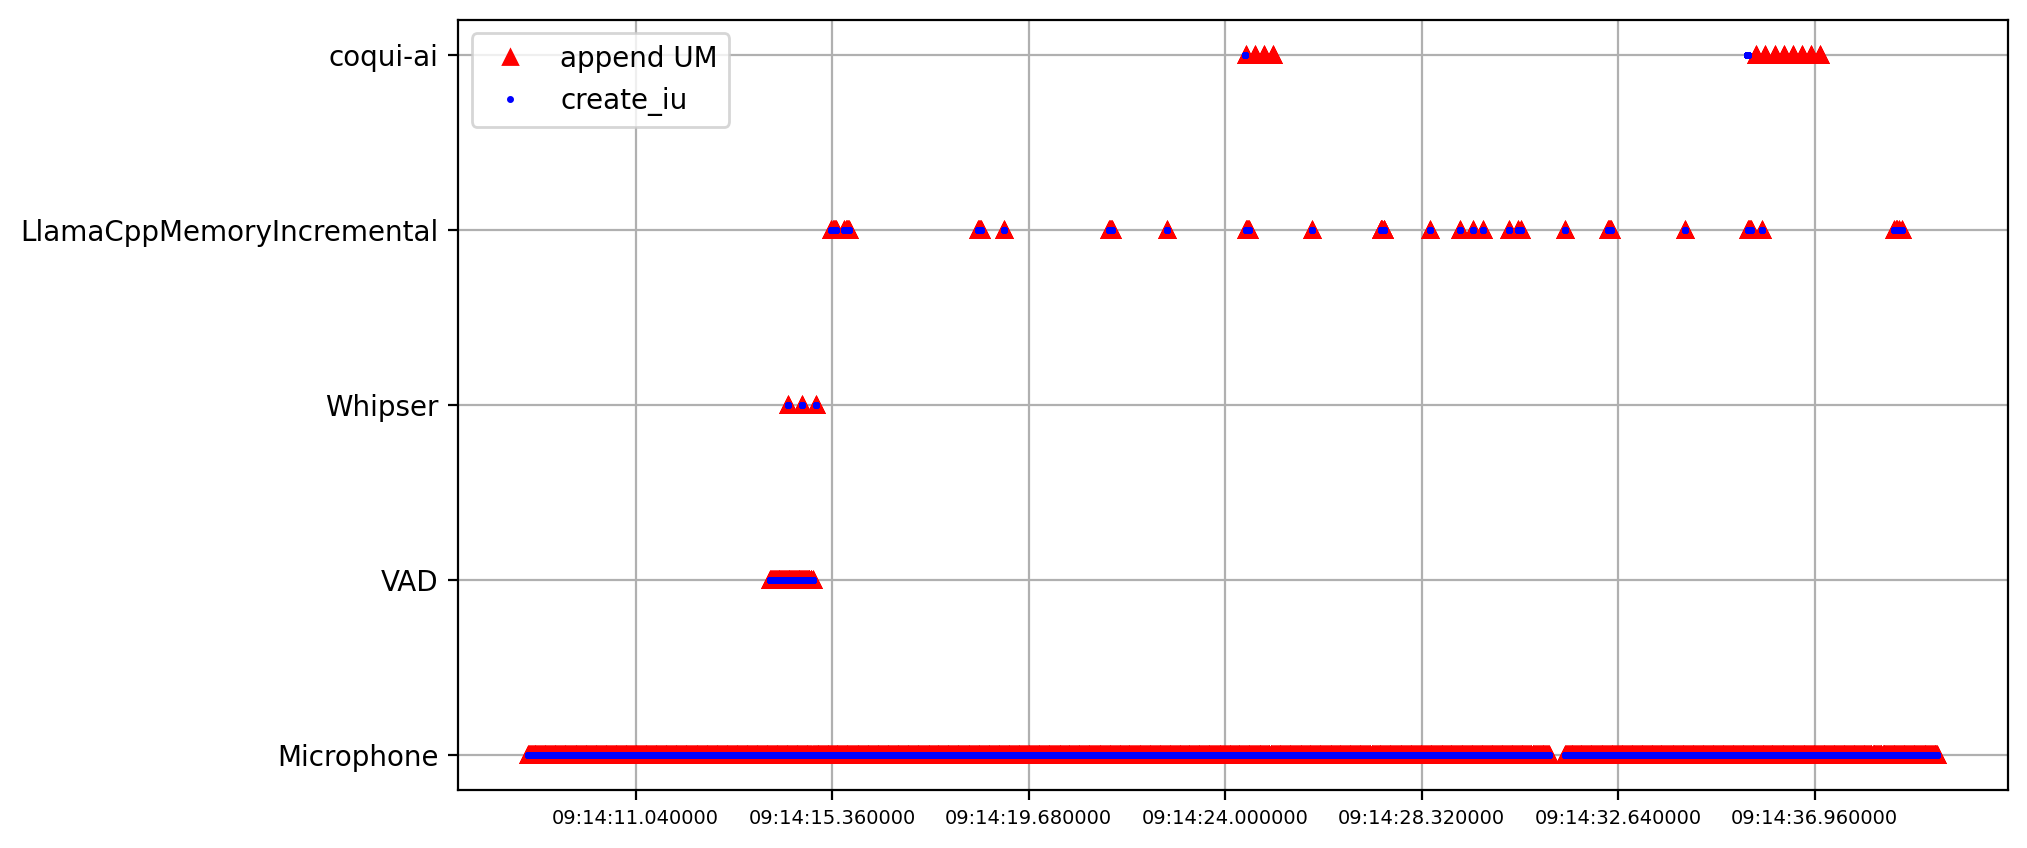 append UM
create_iu
coqui-ai
LlamaCppMemoryIncremental
Whipser
VAD
Microphone
09:14:11.040000
09:14:15.360000
09:14:19.680000
09:14:24.000000
09:14:28.320000
09:14:32.640000
09:14:36.960000